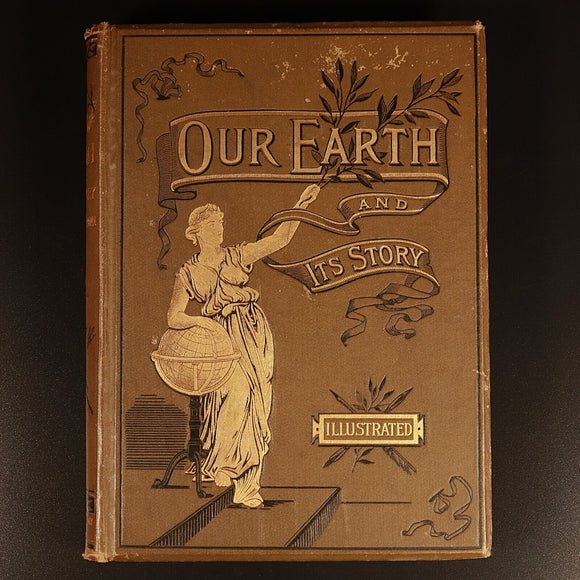 OUR EARTH
AND
ITS STORY
ILLUSTRATED